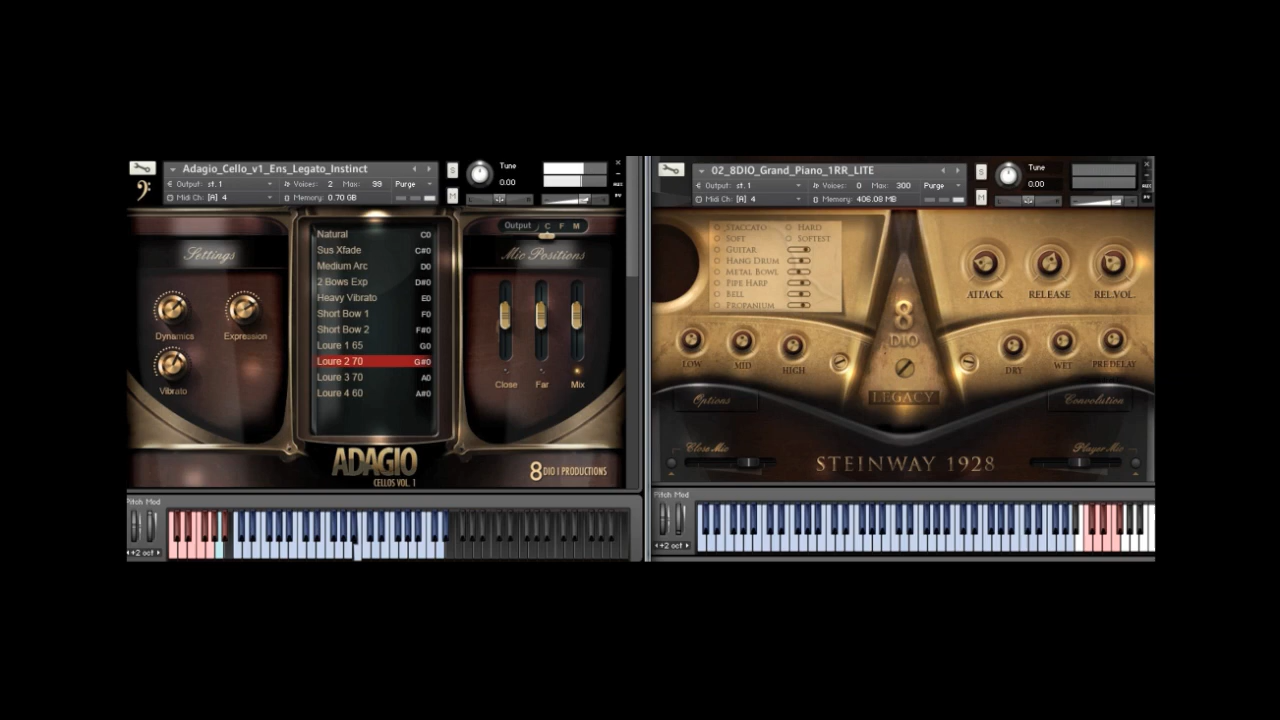 Adagio_Cello_v1_Ens_Legato_Instinct
Output: st. 1 Voices: 2 Max: 99 Purge
Midi Ch: [A] 4 Memory: 0.70 GB
S
M
Tune
0.00
L R
Settings
Dynamics Expression
Vibrato
Natural C0
Sus Xfade C#0
Medium Arc D0
2 Bows Exp D#0
Heavy Vibrato E0
Short Bow 1 F0
Short Bow 2 F#0
Loure 1 65 G0
Loure 2 70 G#0
Loure 3 70 A0
Loure 4 60 A#0
Output C F M
Mic Positions
Close Far Mix
ADAGIO
CELLOS VOL. 1
8DIO | PRODUCTIONS
Pitch Mod
+2 oct
02_8DIO_Grand_Piano_1RR_LITE
Output: st. 1 Voices: 0 Max: 300 Purge
Midi Ch: [A] 4 Memory: 406.08 MB
S
M
Tune
0.00
L R
STACCATO HARD
SOFT SOFTEST
GUITAR
HANG DRUM
METAL BOWL
PIPE HARP
BELL
PROPANIUM
ATTACK RELEASE REL.VOL.
LOW MID HIGH
8
DIO
LEGACY
DRY WET PRE DELAY
Options
Convolution
Close Mix
Player Mix
STEINWAY 1928
Pitch Mod
+2 oct